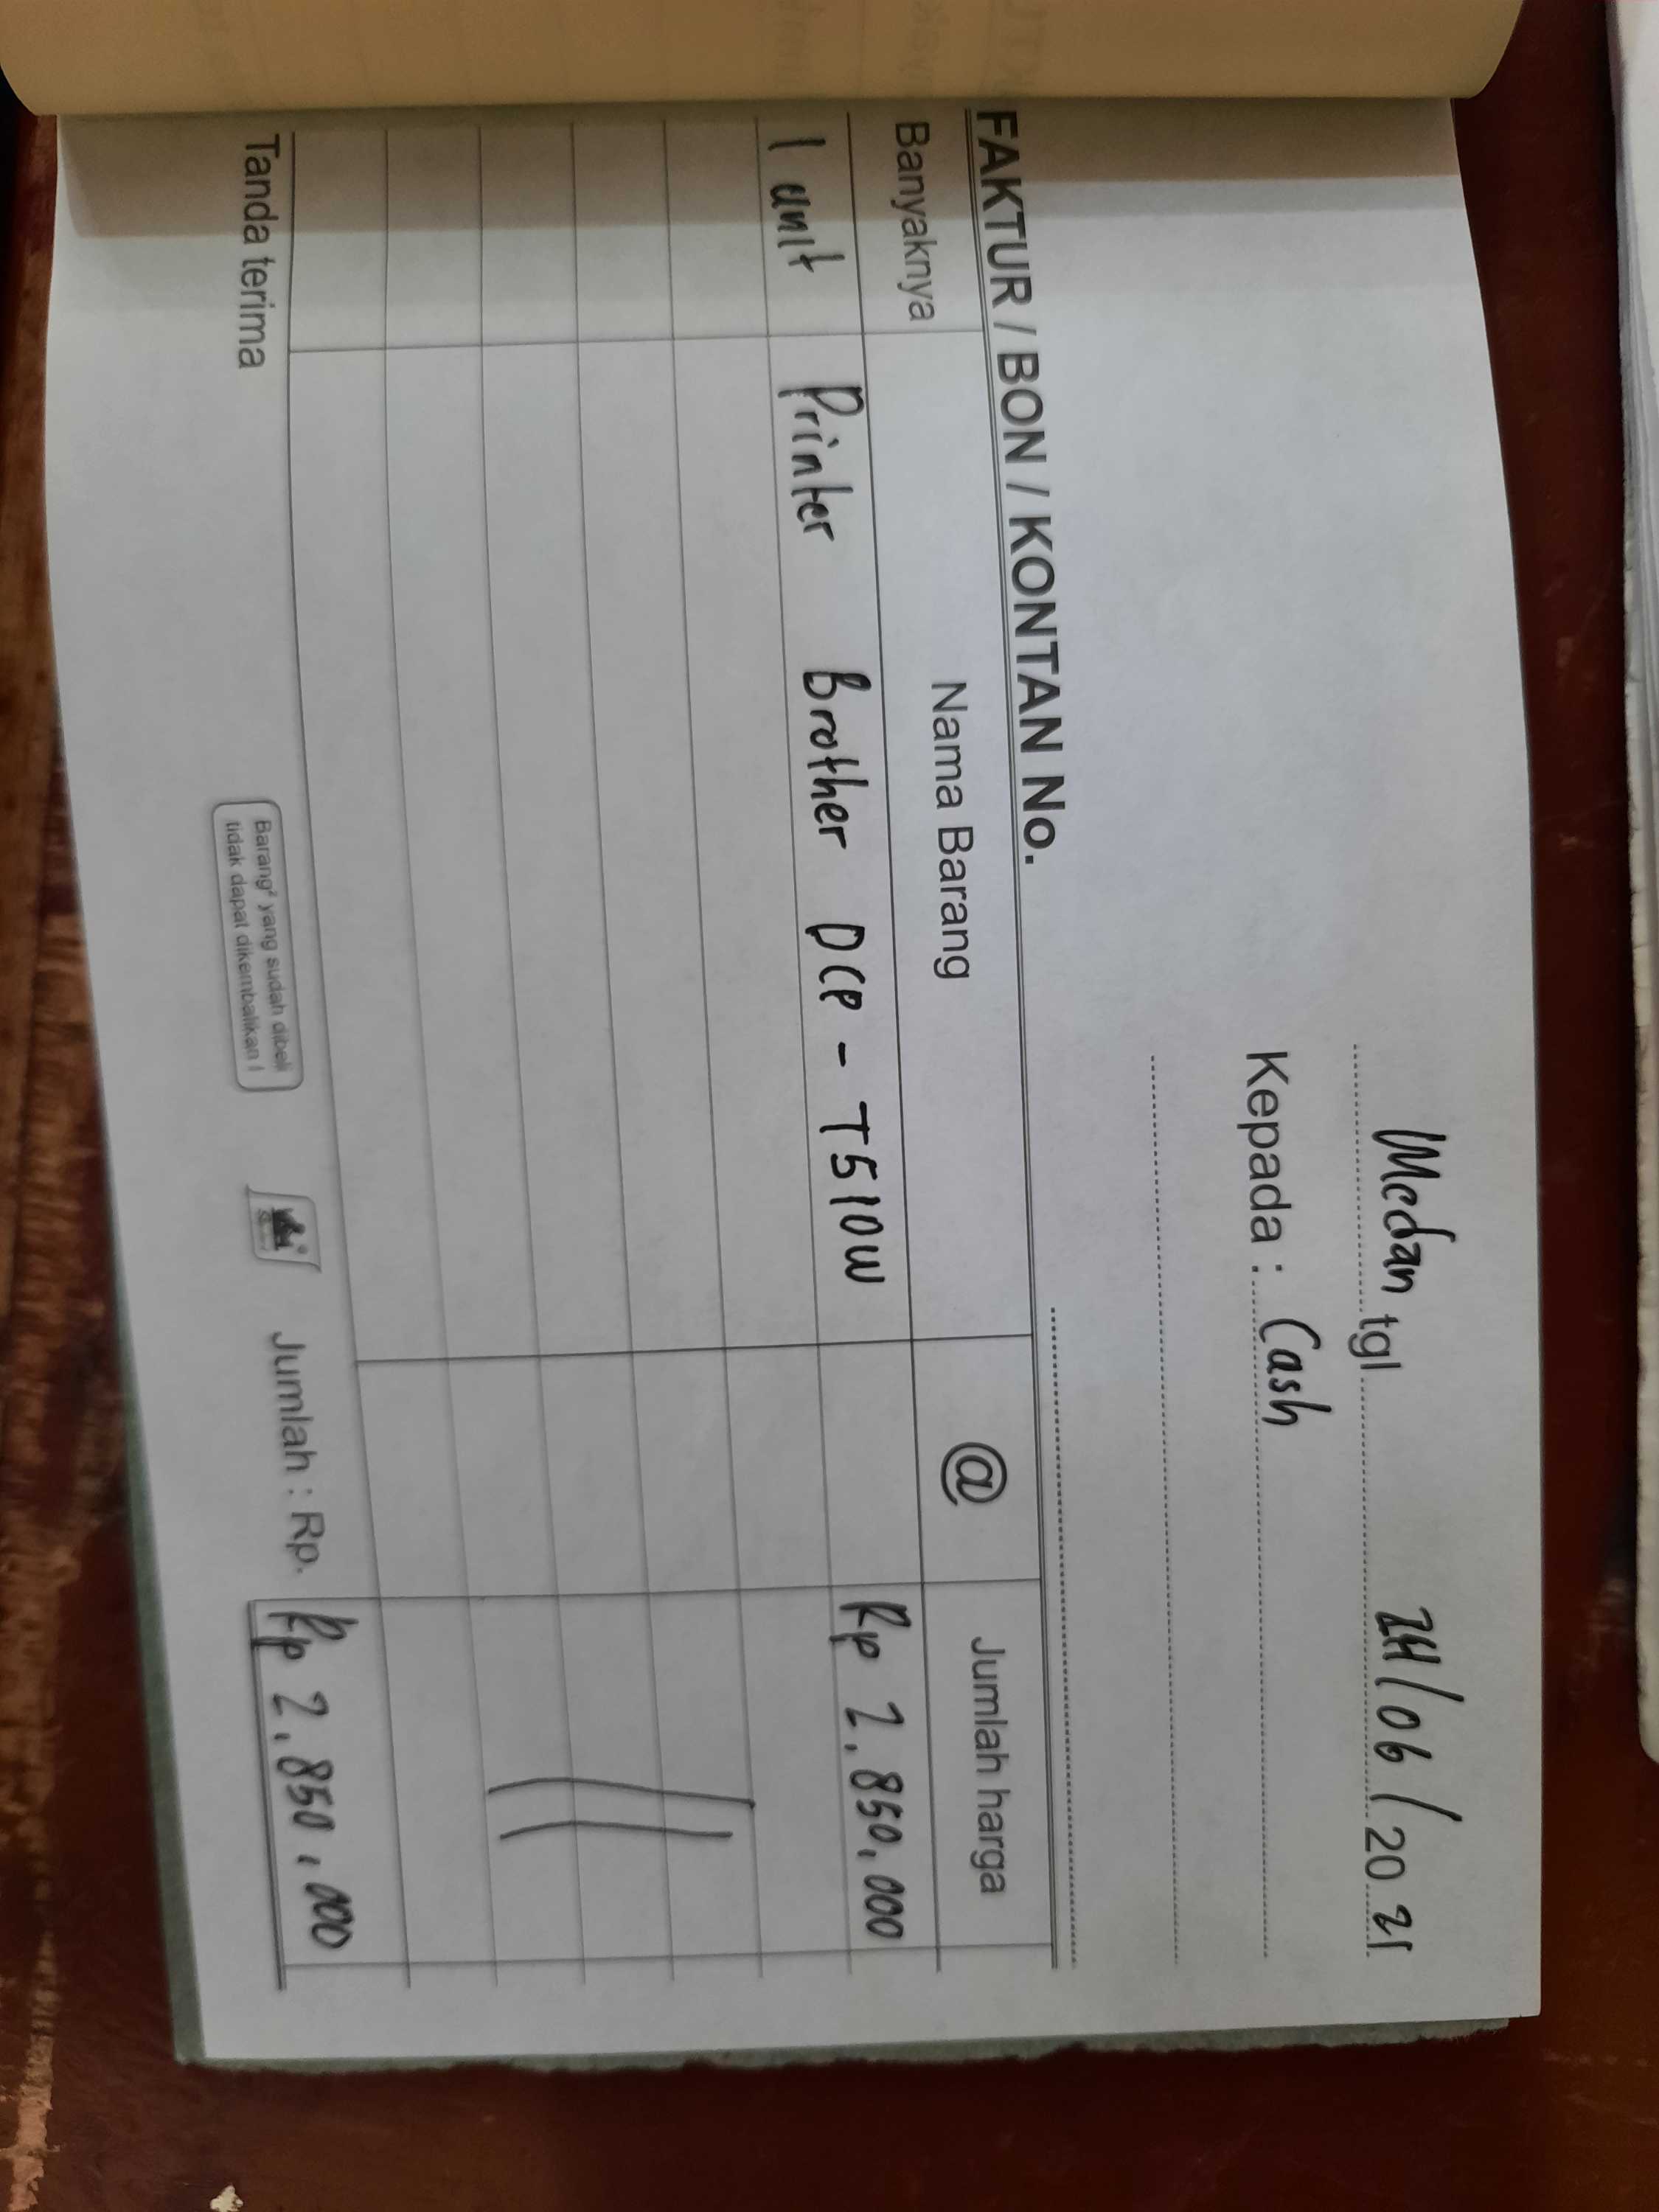 Medan tgl 24/06/2021
Kepada : Cash
FAKTUR / BON / KONTAN No.
Banyaknya Nama Barang @ Jumlah harga
1 unit Printer Brother DCP - T510W Rp 2.850.000
Tanda terima
Barang² yang sudah dibeli
tidak dapat dikembalikan !
Jumlah : Rp. Rp 2.850.000